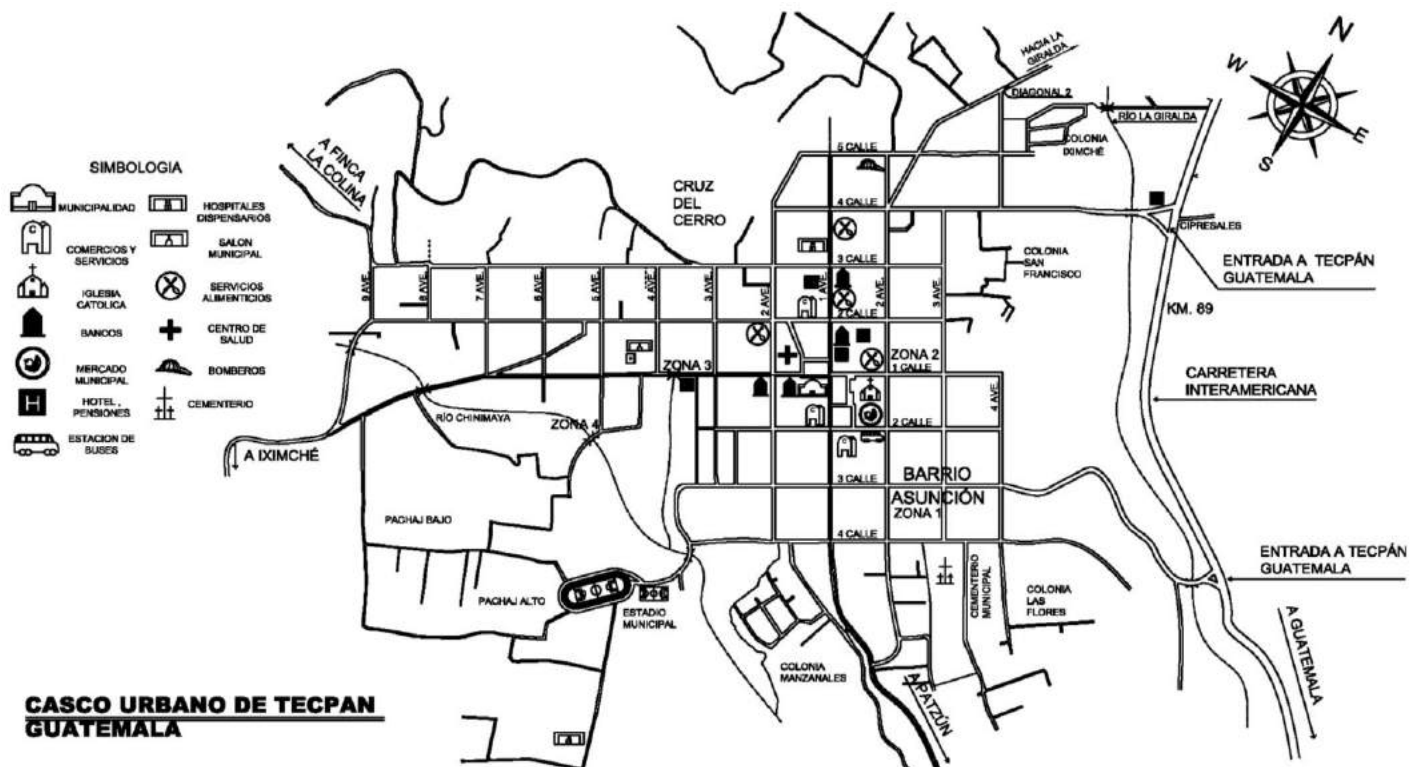 SIMBOLOGIA
MUNICIPALIDAD
HOSPITALES
DISPENSARIOS
COMERCIOS Y
SERVICIOS
SALON
MUNICIPAL
IGLESIA
CATOLICA
SERVICIOS
ALIMENTICIOS
BANCOS
CENTRO DE
SALUD
MERCADO
MUNICIPAL
BOMBEROS
H
HOTEL,
PENSIONES
CEMENTERIO
ESTACION DE
BUSES
A FINCA
LA COLINA
CRUZ
DEL
CERRO
HACIA LA
GIRALDA
DIAGONAL 2
RÍO LA GIRALDA
COLONIA
IXIMCHÉ
N
W
E
S
5 CALLE
4 CALLE
3 CALLE
2 CALLE
CIPRESALES
ENTRADA A TECPÁN
GUATEMALA
COLONIA
SAN
FRANCISCO
KM. 89
9 AVE.
8 AVE.
7 AVE.
6 AVE.
5 AVE.
4 AVE.
3 AVE.
2 AVE.
1 AVE.
2 AVE.
3 AVE.
ZONA 3
ZONA 2
1 CALLE
4 AVE.
CARRETERA
INTERAMERICANA
RÍO CHINIMAYA
ZONA 4
2 CALLE
A IXIMCHÉ
3 CALLE
BARRIO
ASUNCIÓN
ZONA 1
4 CALLE
PACHAJ BAJO
PACHAJ ALTO
ESTADIO
MUNICIPAL
COLONIA
MANZANALES
CEMENTERIO
MUNICIPAL
COLONIA
LAS
FLORES
ENTRADA A TECPÁN
GUATEMALA
A GUATEMALA
A PATZÚN
CASCO URBANO DE TECPAN
GUATEMALA